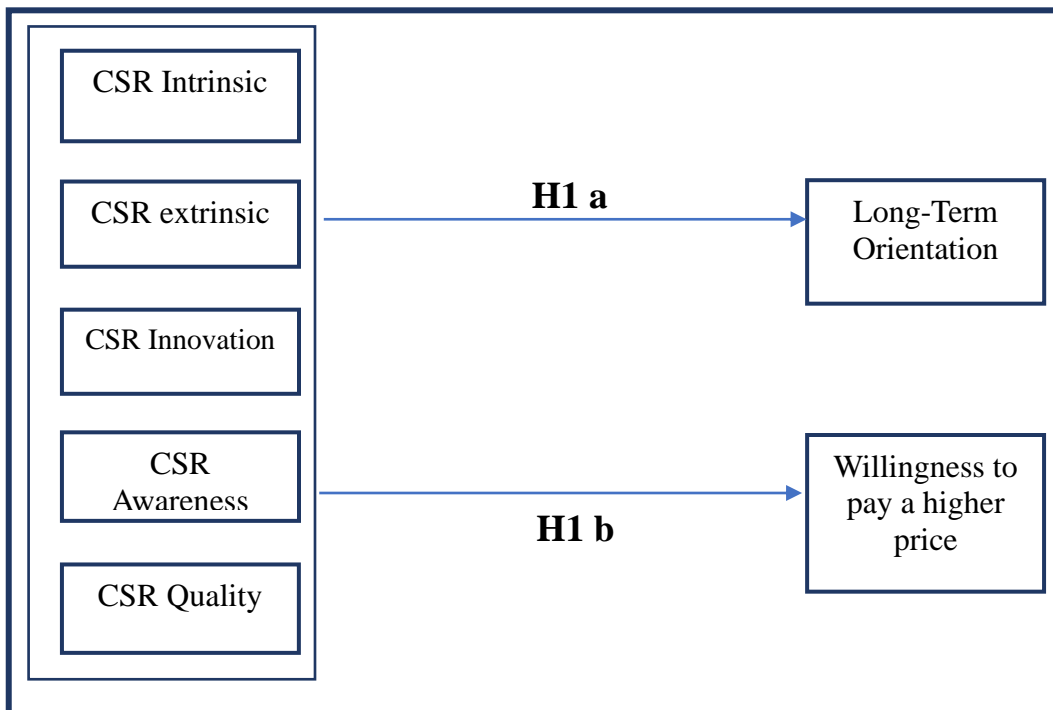 CSR Intrinsic
CSR extrinsic
CSR Innovation
CSR
Awareness
CSR Quality
H1 a
H1 b
Long-Term
Orientation
Willingness to
pay a higher
price